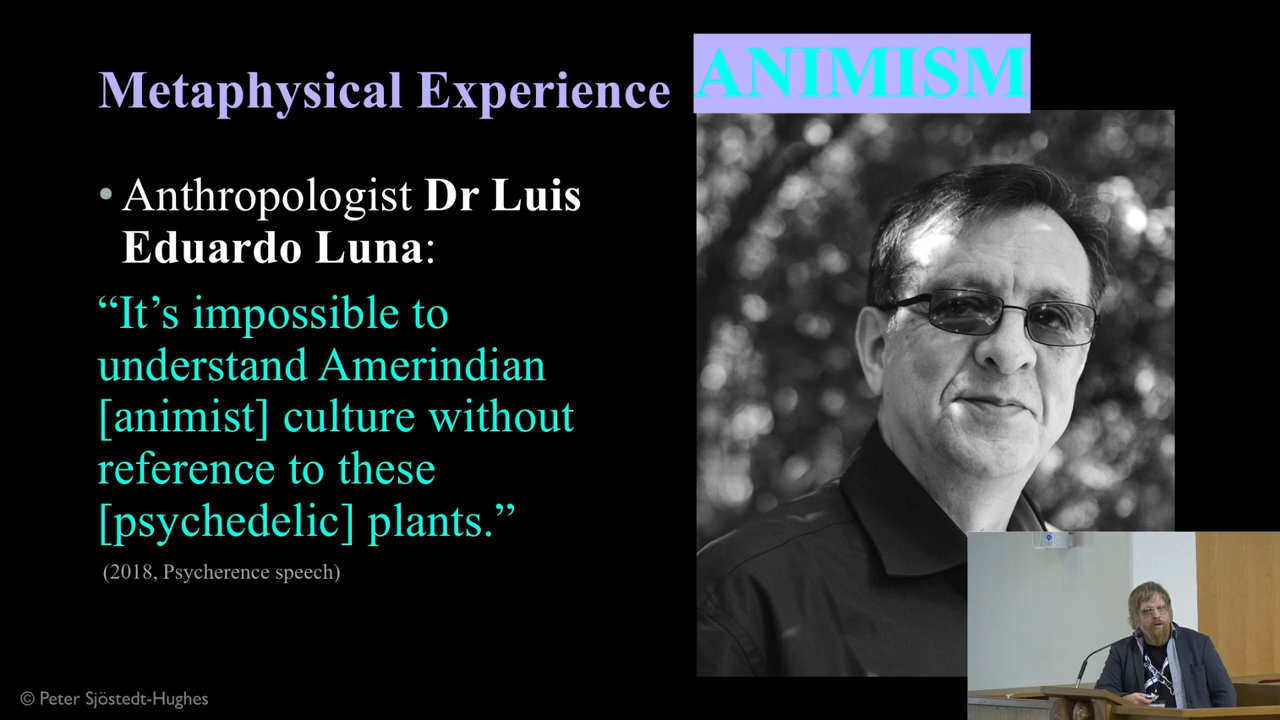 Metaphysical Experience ANIMISM
• Anthropologist Dr Luis
Eduardo Luna:
“It’s impossible to
understand Amerindian
[animist] culture without
reference to these
[psychedelic] plants.”
(2018, Psycherence speech)
© Peter Sjöstedt-Hughes